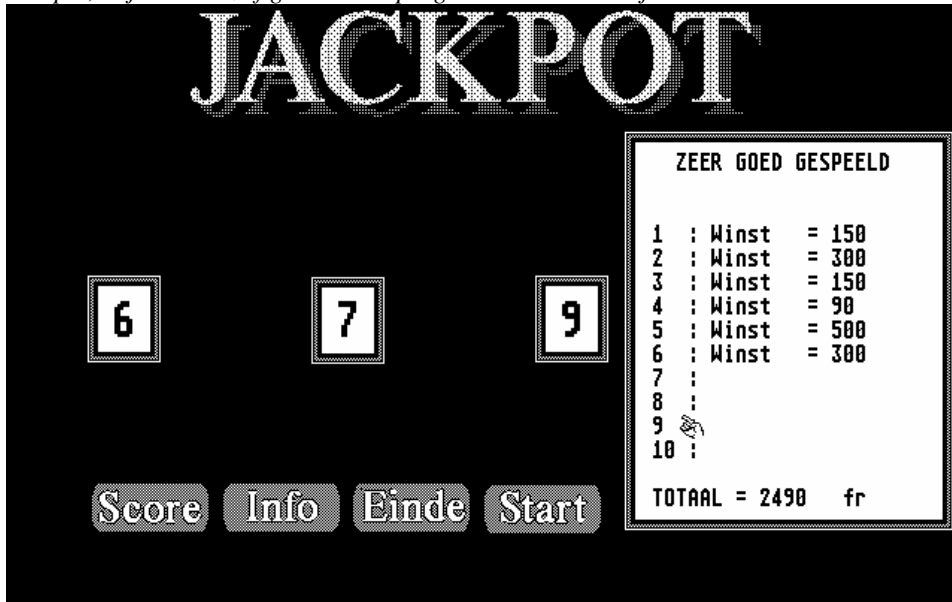 JACKPOT
ZEER GOED GESPEELD
1 : Winst = 150
2 : Winst = 300
3 : Winst = 150
4 : Winst = 90
5 : Winst = 500
6 : Winst = 300
7 :
8 :
9
10 :
TOTAAL = 2490 fr
6 7 9
Score Info Einde Start